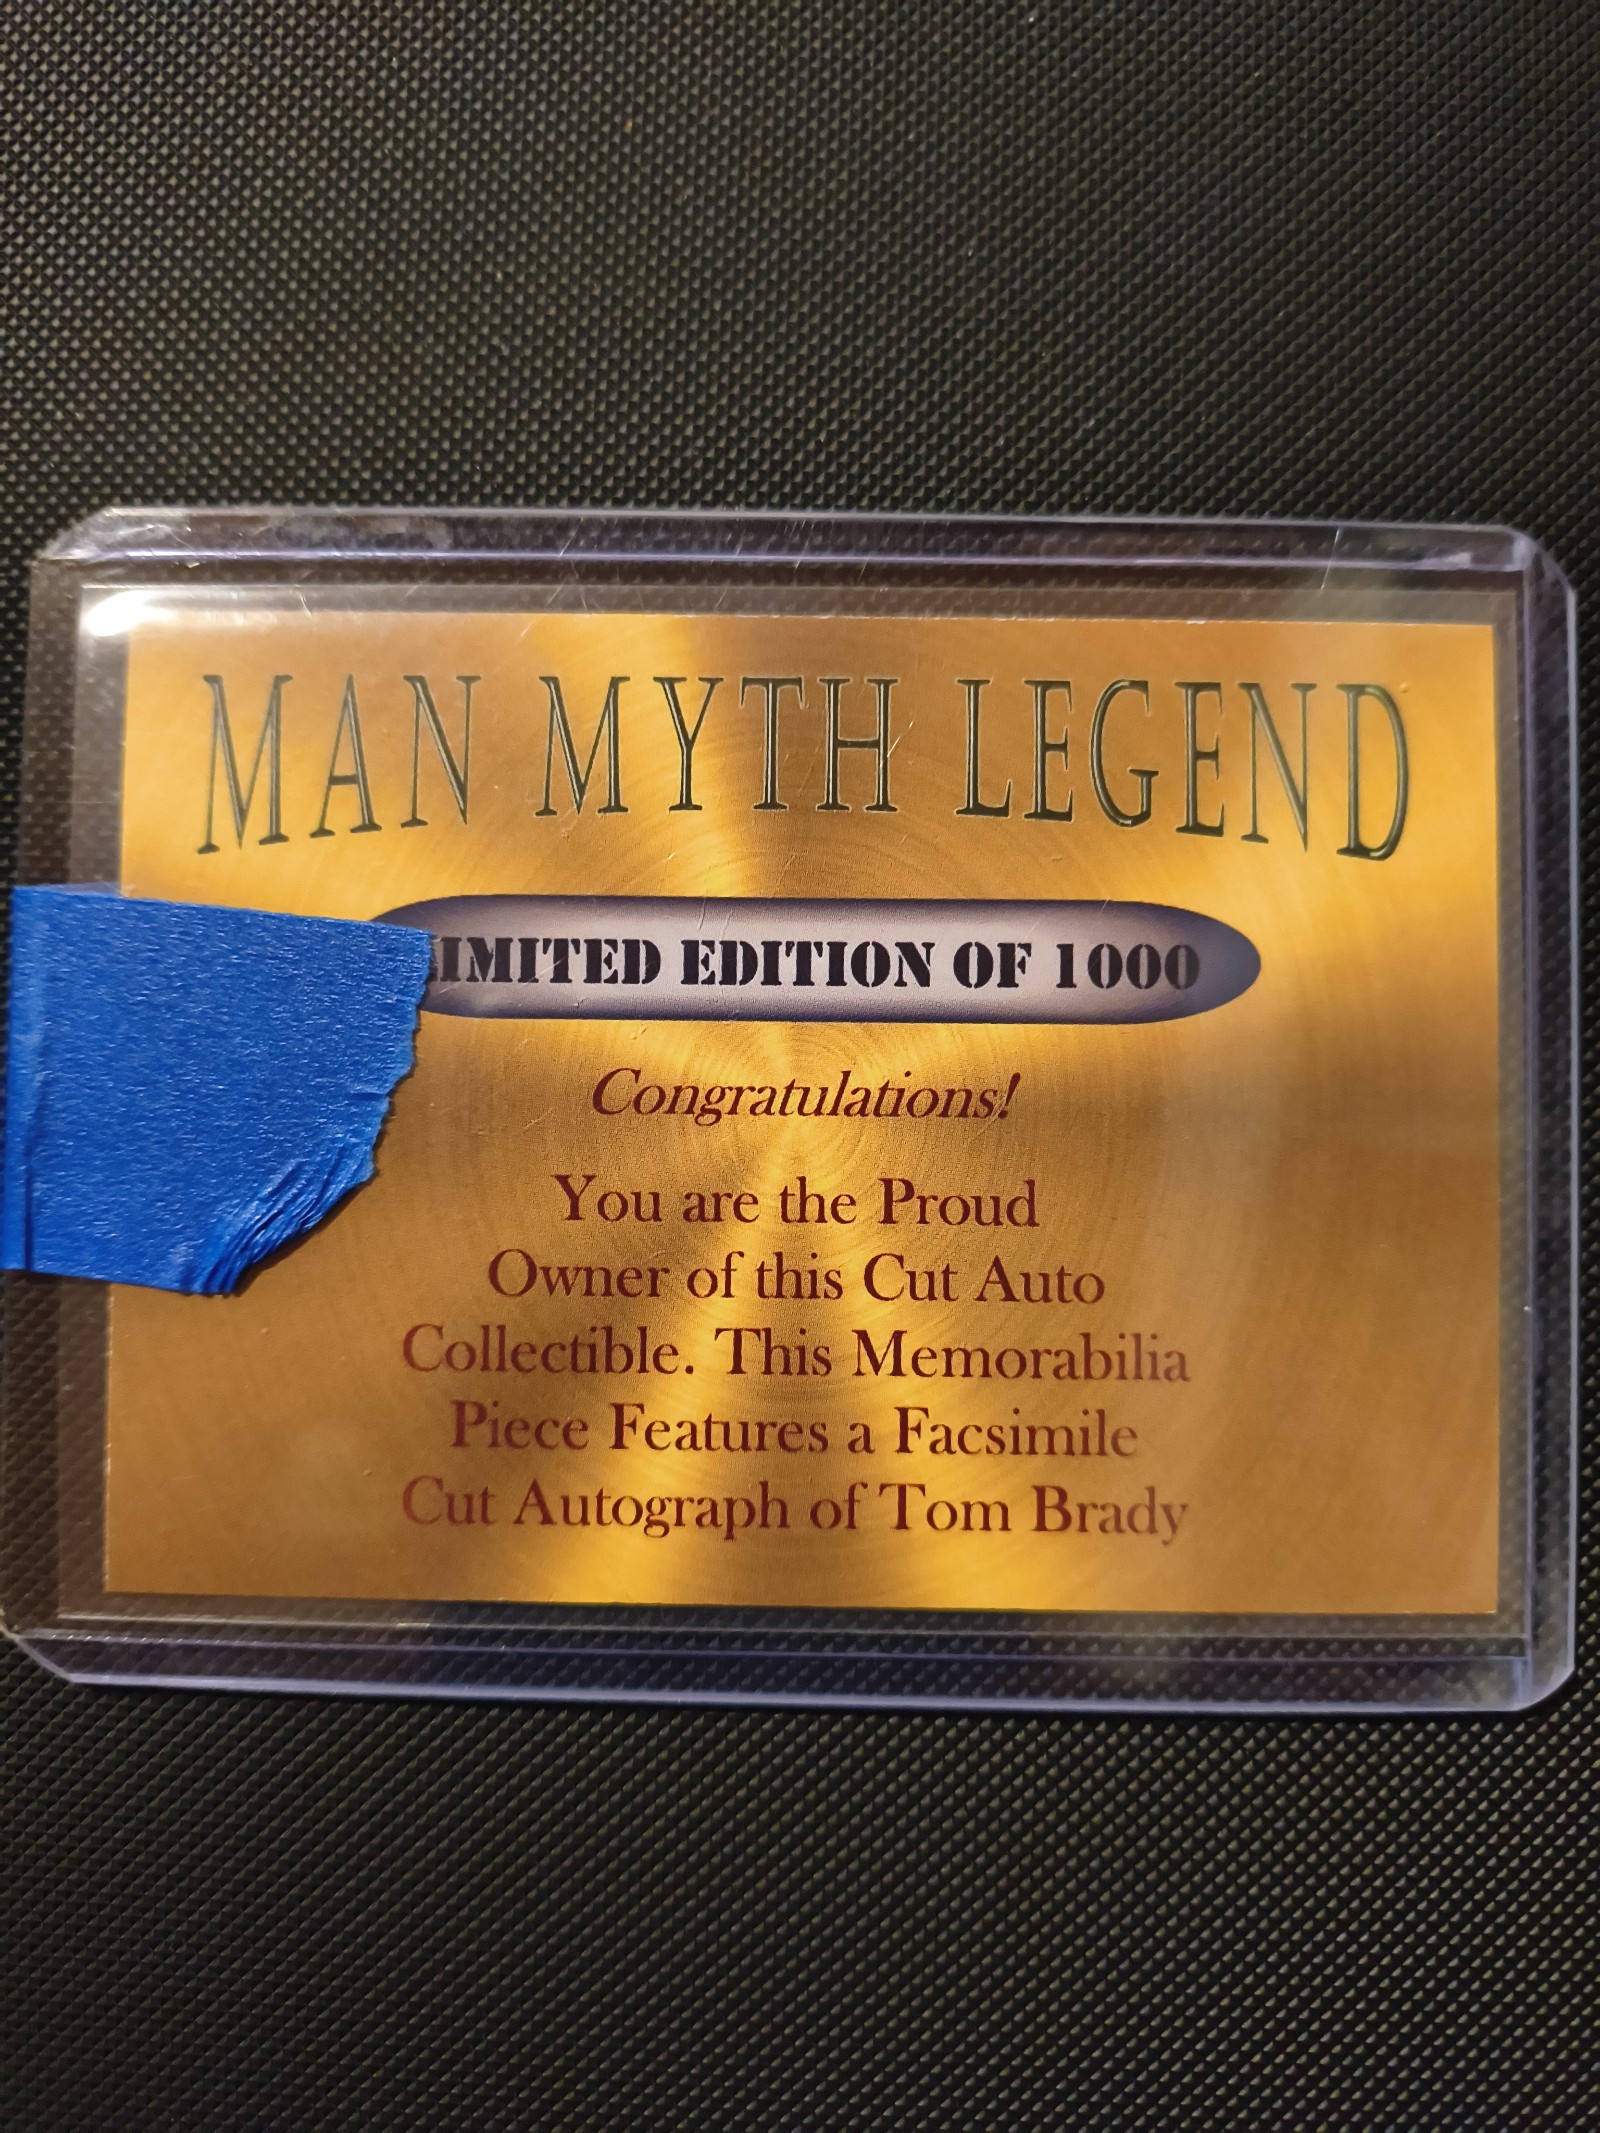 MAN MYTH LEGEND
LIMITED EDITION OF 1000
Congratulations!
You are the Proud
Owner of this Cut Auto
Collectible. This Memorabilia
Piece Features a Facsimile
Cut Autograph of Tom Brady